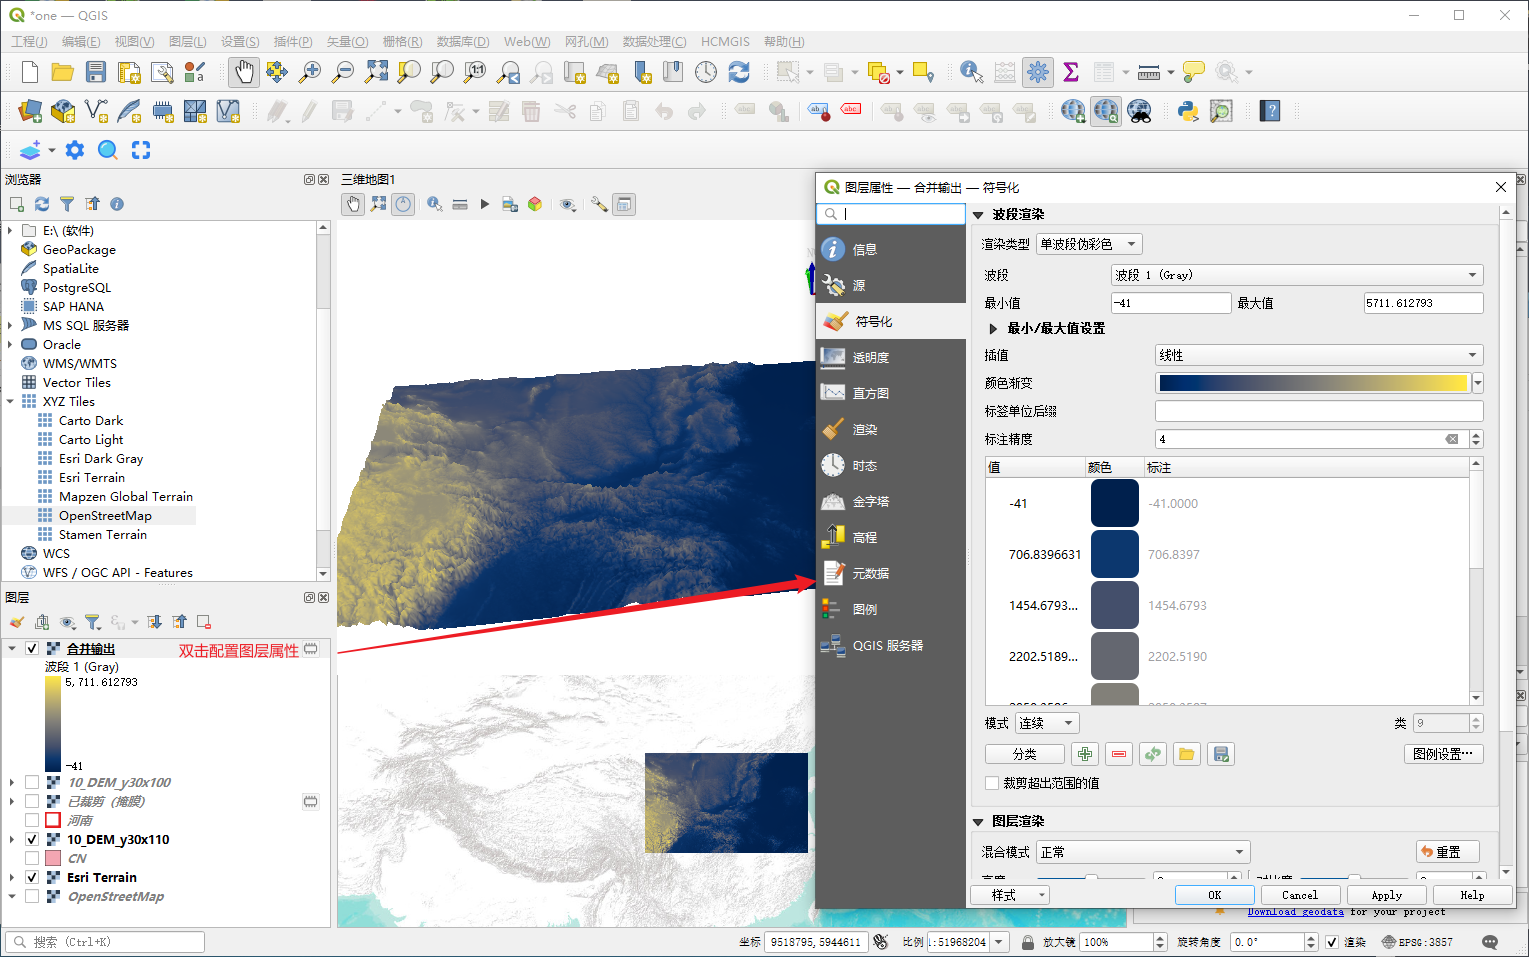 *one — QGIS
工程(J) 编辑(E) 视图(V) 图层(L) 设置(S) 插件(P) 矢量(O) 栅格(R) 数据库(D) Web(W) 网孔(M) 数据处理(C) HCMGIS 帮助(H)
浏览器
E:\ (软件)
GeoPackage
SpatiaLite
PostgreSQL
SAP HANA
MS SQL 服务器
Oracle
WMS/WMTS
Vector Tiles
XYZ Tiles
Carto Dark
Carto Light
Esri Dark Gray
Esri Terrain
Mapzen Global Terrain
OpenStreetMap
Stamen Terrain
WCS
WFS / OGC API - Features
图层
合并输出 双击配置图层属性
波段 1 (Gray)
5,711.612793
-41
10_DEM_y30x100
已裁剪 (掩膜)
河南
10_DEM_y30x110
CN
Esri Terrain
OpenStreetMap
三维地图1
图层属性 — 合并输出 — 符号化
信息
源
符号化
透明度
直方图
渲染
时态
金字塔
高程
元数据
图例
QGIS 服务器
波段渲染
渲染类型 单波段伪彩色
波段 波段 1 (Gray)
最小值 -41 最大值 5711.612793
最小/最大值设置
插值 线性
颜色渐变
标签单位后缀
标注精度 4
值 颜色 标注
-41 -41.0000
706.8396631 706.8397
1454.6793... 1454.6793
2202.5189... 2202.5190
模式 连续 类 9
分类 图例设置…
裁剪超出范围的值
图层渲染
混合模式 正常 重置
样式 OK Cancel Apply Help
Download geodata for your project
搜索 (Ctrl+K) 坐标 9518795,5944611 比例 1:51968204 放大镜 100% 旋转角度 0.0° 渲染 EPSG:3857